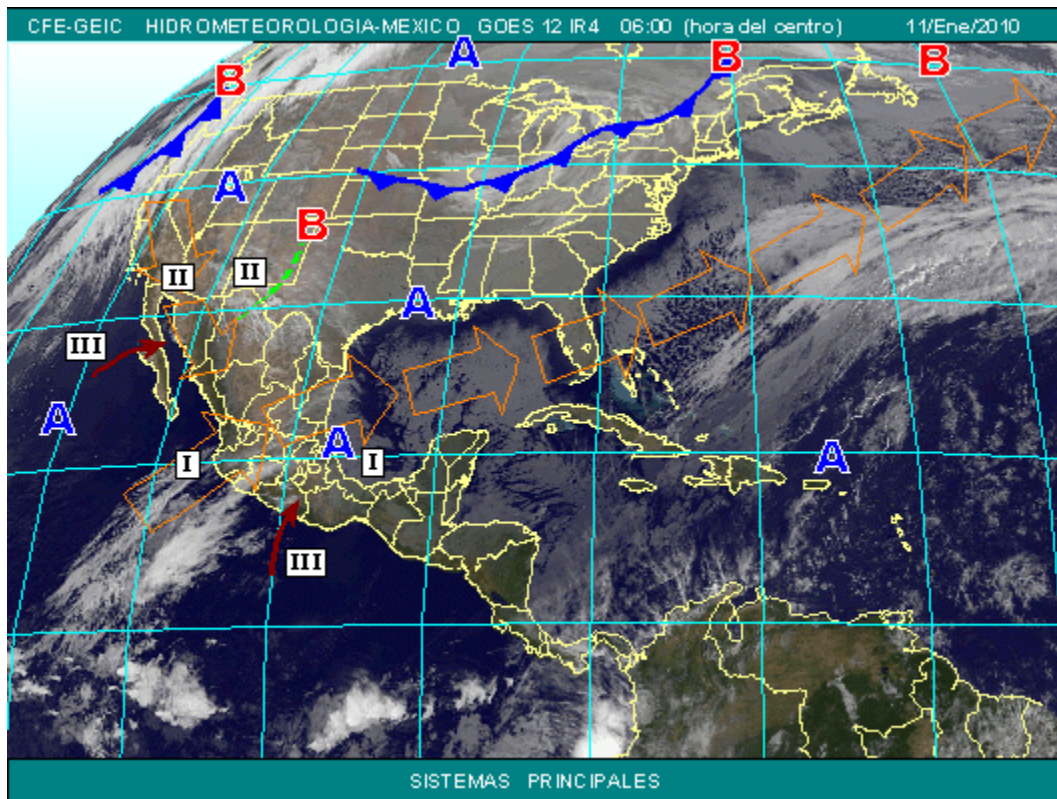 CFE-GEIC HIDROMETEOROLOGIA-MEXICO GOES 12 IR4 06:00 (hora del centro) 11/Ene/2010
A
B
B
B
A
B
II
II
A
III
A
A
I
I
A
III
SISTEMAS PRINCIPALES